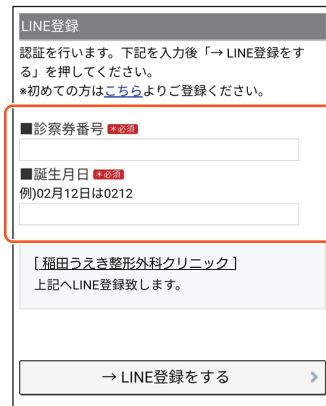 LINE登録
認証を行います。下記を入力後「→ LINE登録をす
る」を押してください。
*初めての方はこちらよりご登録ください。
■診察券番号 *必須
■誕生月日 *必須
例)02月12日は0212
[ 稲田うえき整形外科クリニック ]
上記へLINE登録致します。
→ LINE登録をする